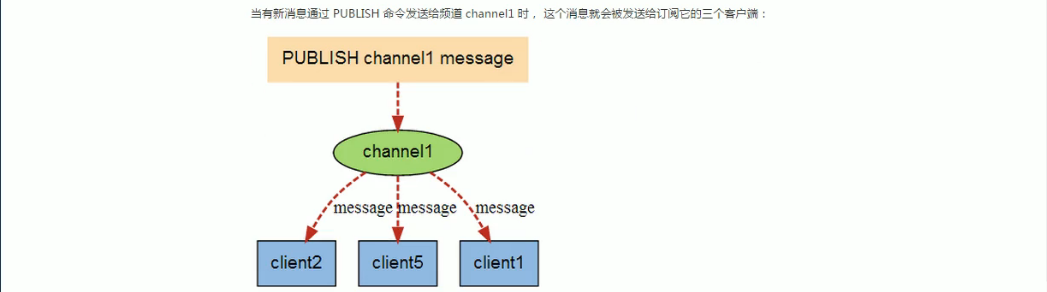 当有新消息通过 PUBLISH 命令发送给频道 channel1 时， 这个消息就会被发送给订阅它的三个客户端：
PUBLISH channel1 message
channel1
message message message
client2 client5 client1